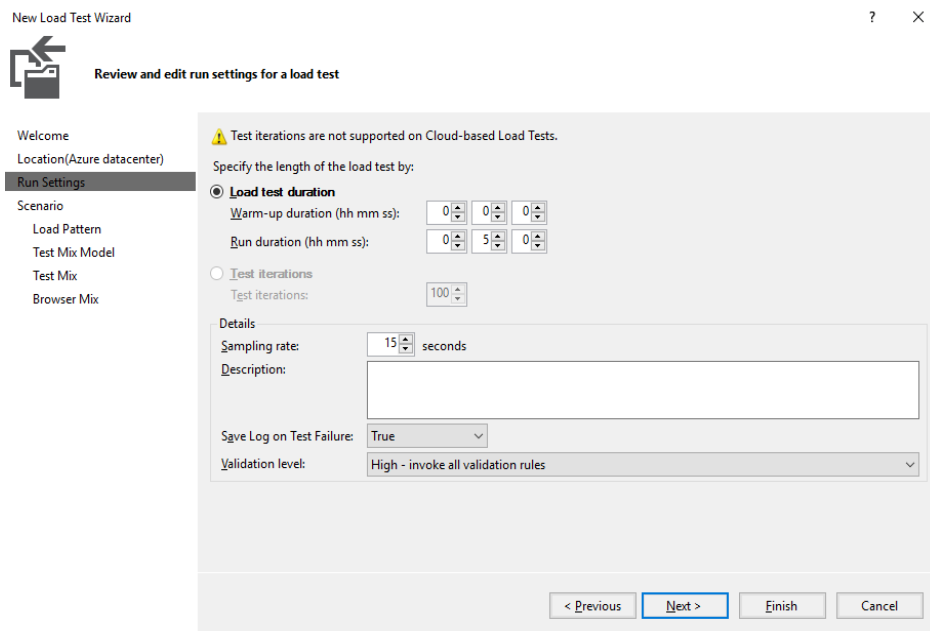 New Load Test Wizard
?
Review and edit run settings for a load test
Welcome
Location(Azure datacenter)
Run Settings
Scenario
Load Pattern
Test Mix Model
Test Mix
Browser Mix
Test iterations are not supported on Cloud-based Load Tests.
Specify the length of the load test by:
Load test duration
Warm-up duration (hh mm ss): 0 0 0
Run duration (hh mm ss): 0 5 0
Test iterations
Test iterations: 100
Details
Sampling rate: 15 seconds
Description:
Save Log on Test Failure: True
Validation level: High - invoke all validation rules
< Previous Next > Finish Cancel